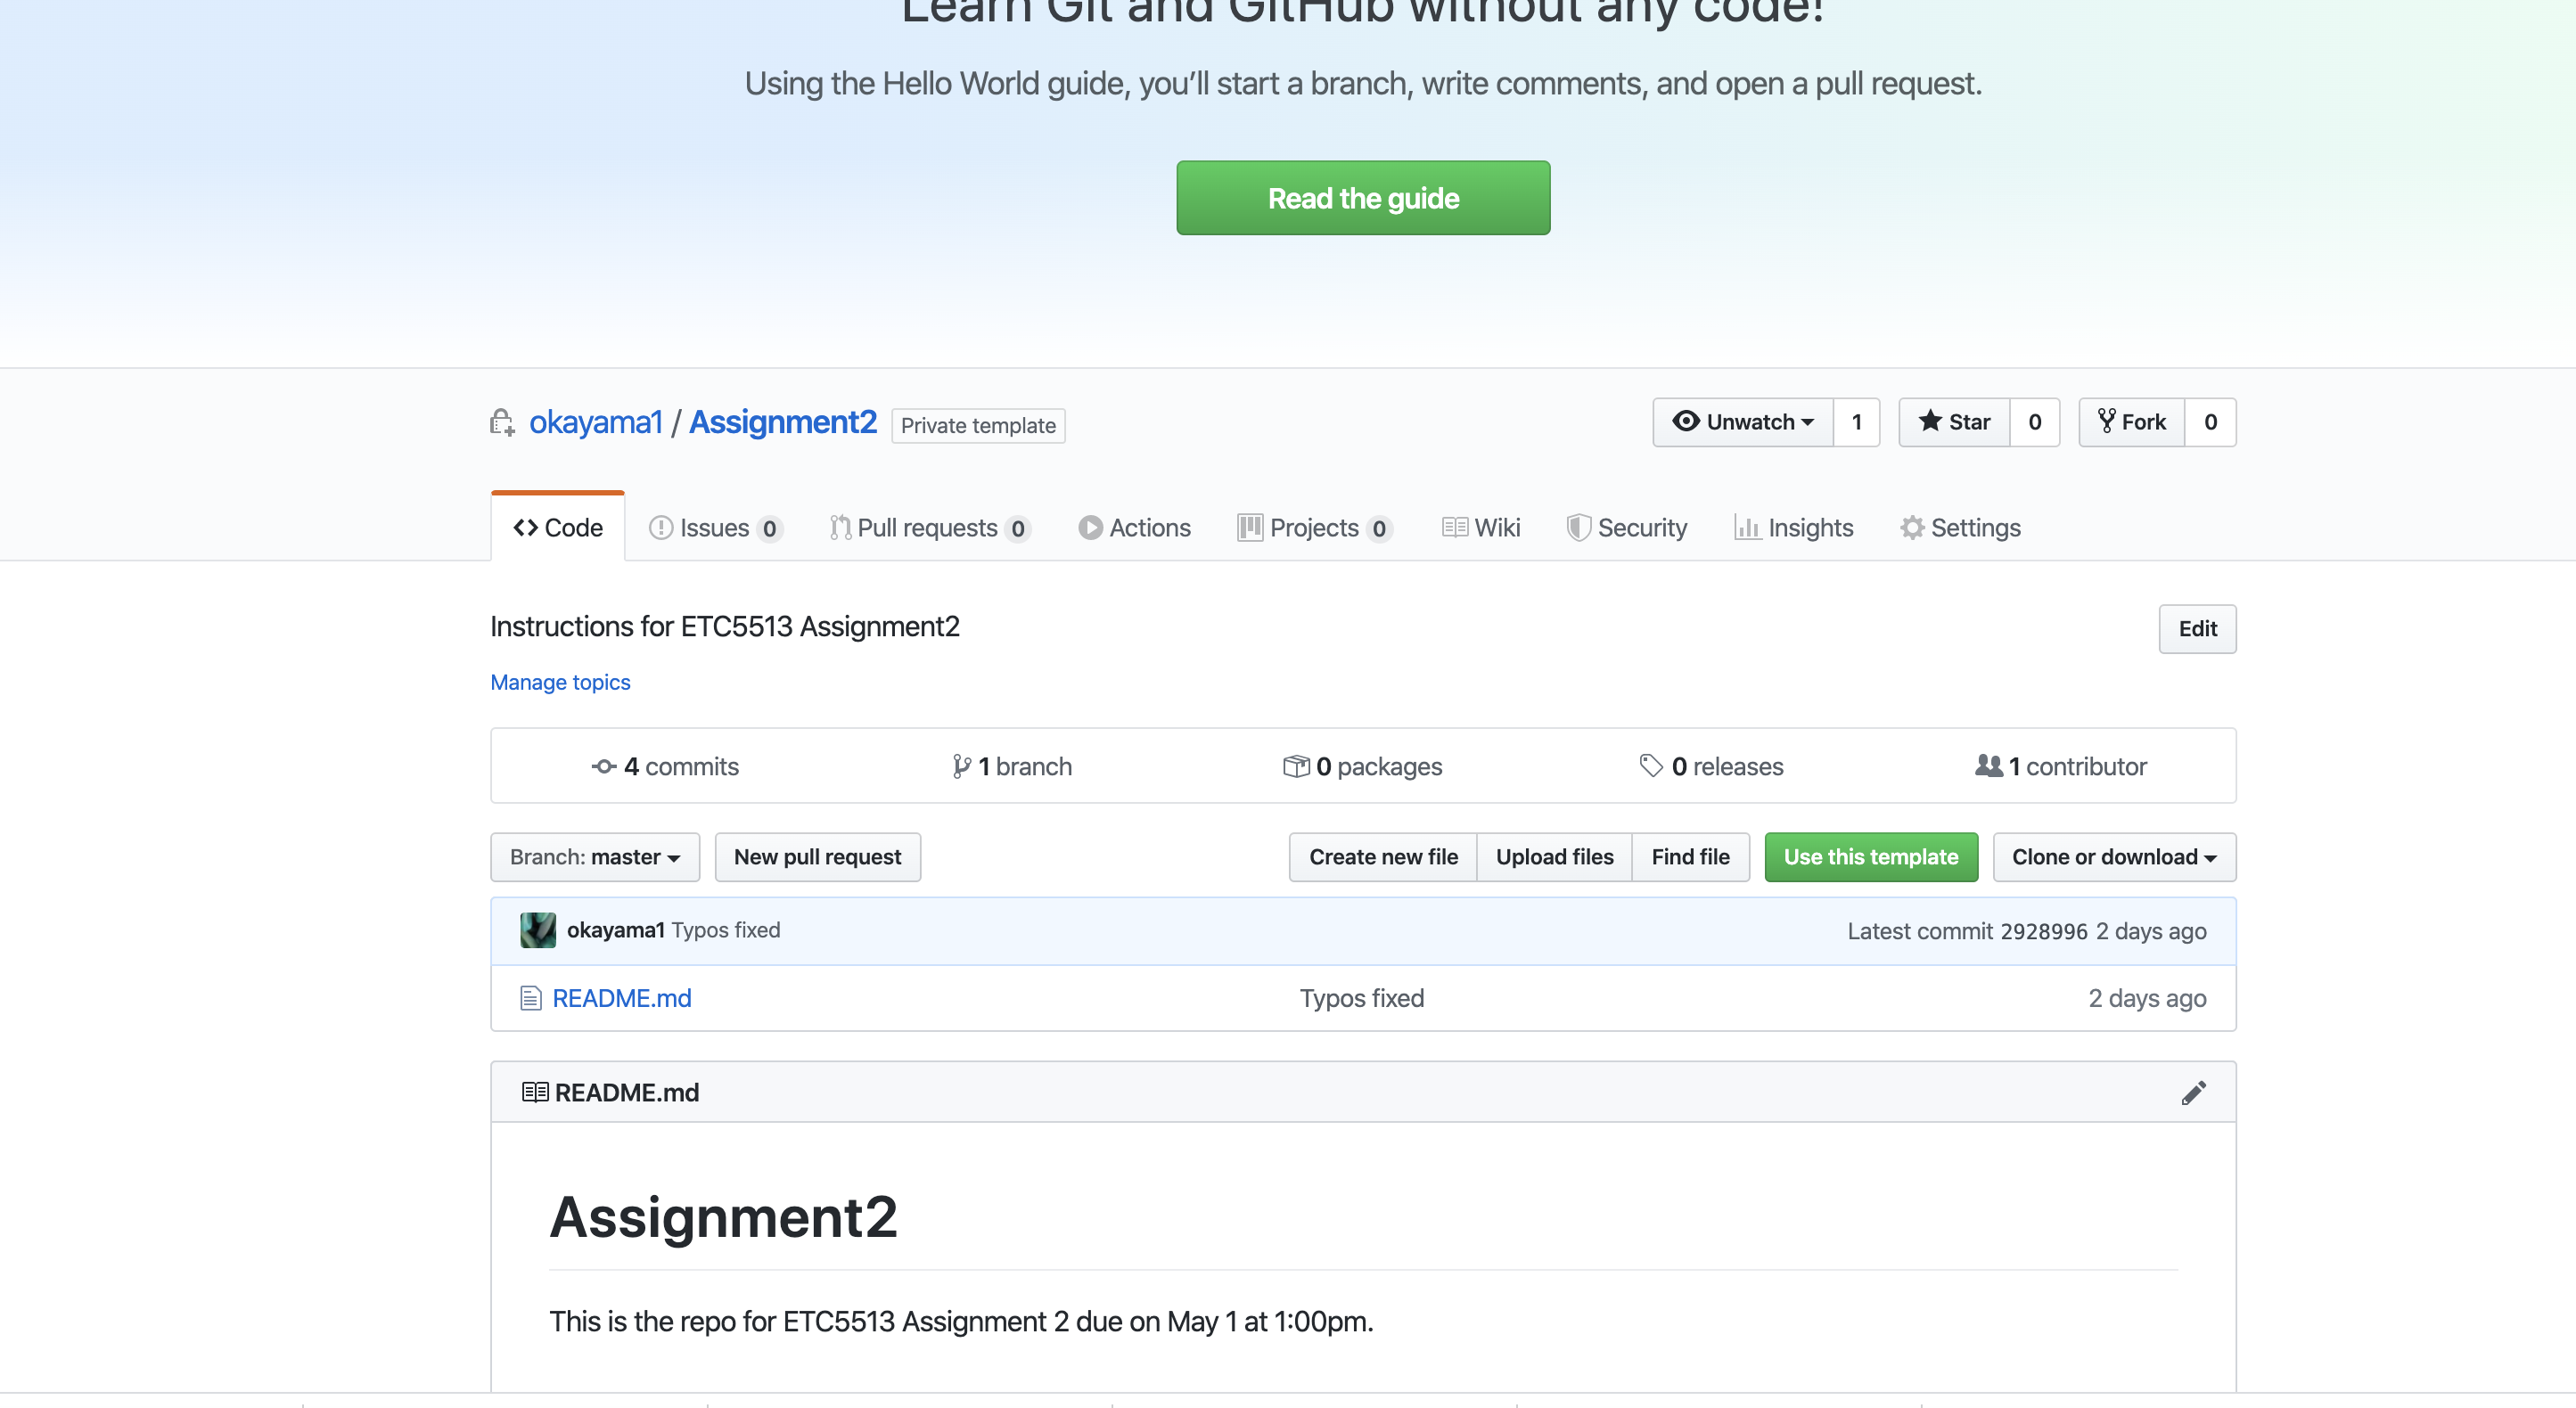 Learn Git and GitHub without any code!
Using the Hello World guide, you’ll start a branch, write comments, and open a pull request.
Read the guide
okayama1 / Assignment2 Private template Unwatch 1 Star 0 Fork 0
Code Issues 0 Pull requests 0 Actions Projects 0 Wiki Security Insights Settings
Instructions for ETC5513 Assignment2 Edit
Manage topics
4 commits 1 branch 0 packages 0 releases 1 contributor
Branch: master New pull request Create new file Upload files Find file Use this template Clone or download
okayama1 Typos fixed Latest commit 2928996 2 days ago
README.md Typos fixed 2 days ago
README.md
Assignment2
This is the repo for ETC5513 Assignment 2 due on May 1 at 1:00pm.